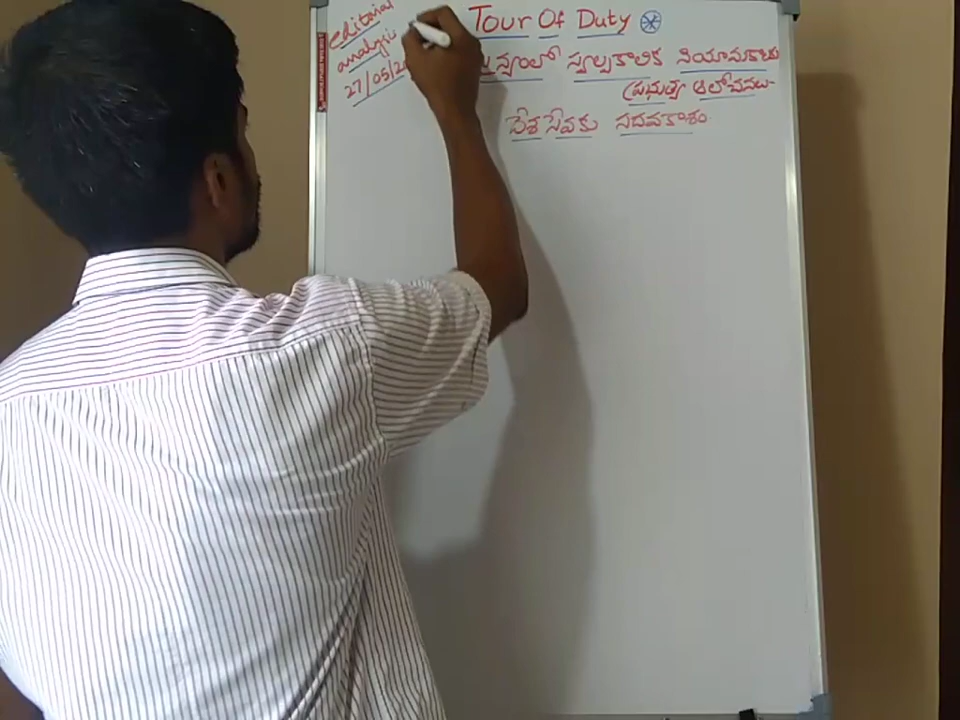 editorial
analysis
27/05/2
Tour Of Duty
స్వల్పకాలిక నియామకాలు
(ప్రభుత్వ ఆలోచనలు-
దేశ సేవకు సదవకాశం.